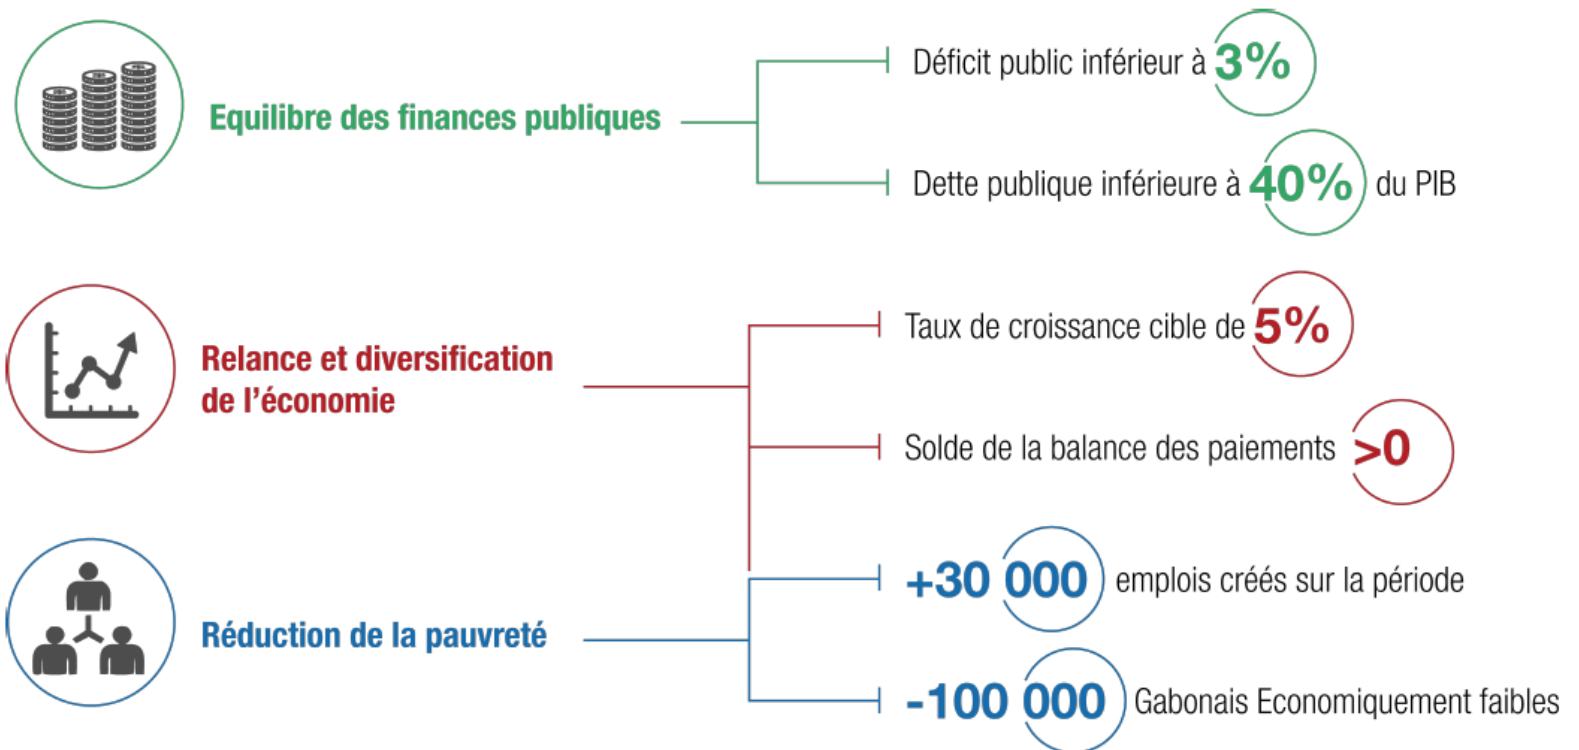 Equilibre des finances publiques
Déficit public inférieur à 3%
Dette publique inférieure à 40% du PIB
Relance et diversification
de l’économie
Taux de croissance cible de 5%
Solde de la balance des paiements >0
Réduction de la pauvreté
+30 000 emplois créés sur la période
-100 000 Gabonais Economiquement faibles